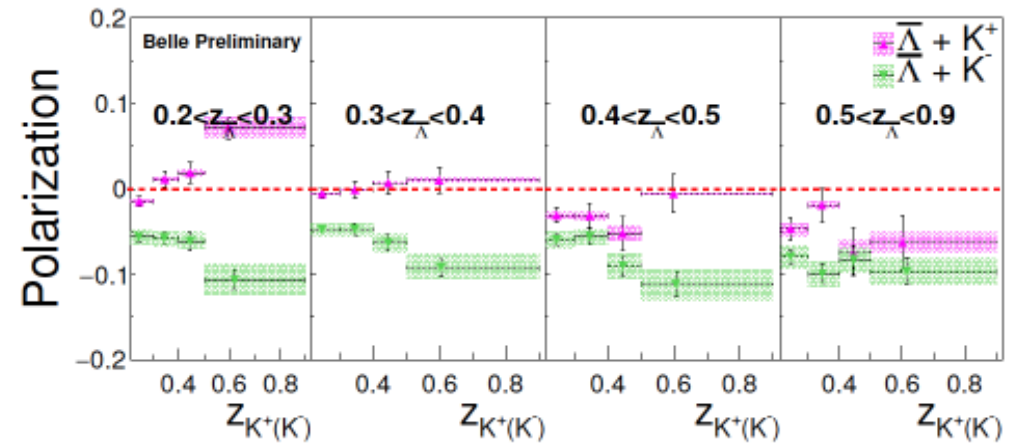 0.2
Belle Preliminary
Λ̅ + K⁺
Λ̅ + K⁻
0.1
0.2<z_Λ̅<0.3
0.3<z_Λ̅<0.4
0.4<z_Λ̅<0.5
0.5<z_Λ̅<0.9
Polarization
0
−0.1
−0.2
0.4 0.6 0.8
0.4 0.6 0.8
0.4 0.6 0.8
0.4 0.6 0.8
z_K⁺(K⁻)
z_K⁺(K⁻)
z_K⁺(K⁻)
z_K⁺(K⁻)